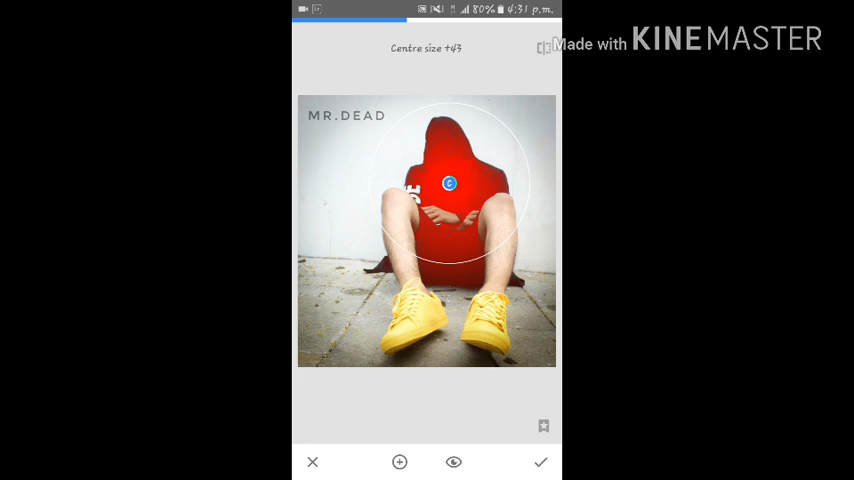 80% 4:31 p.m.
Centre size +43
Made with KINEMASTER
MR.DEAD
C